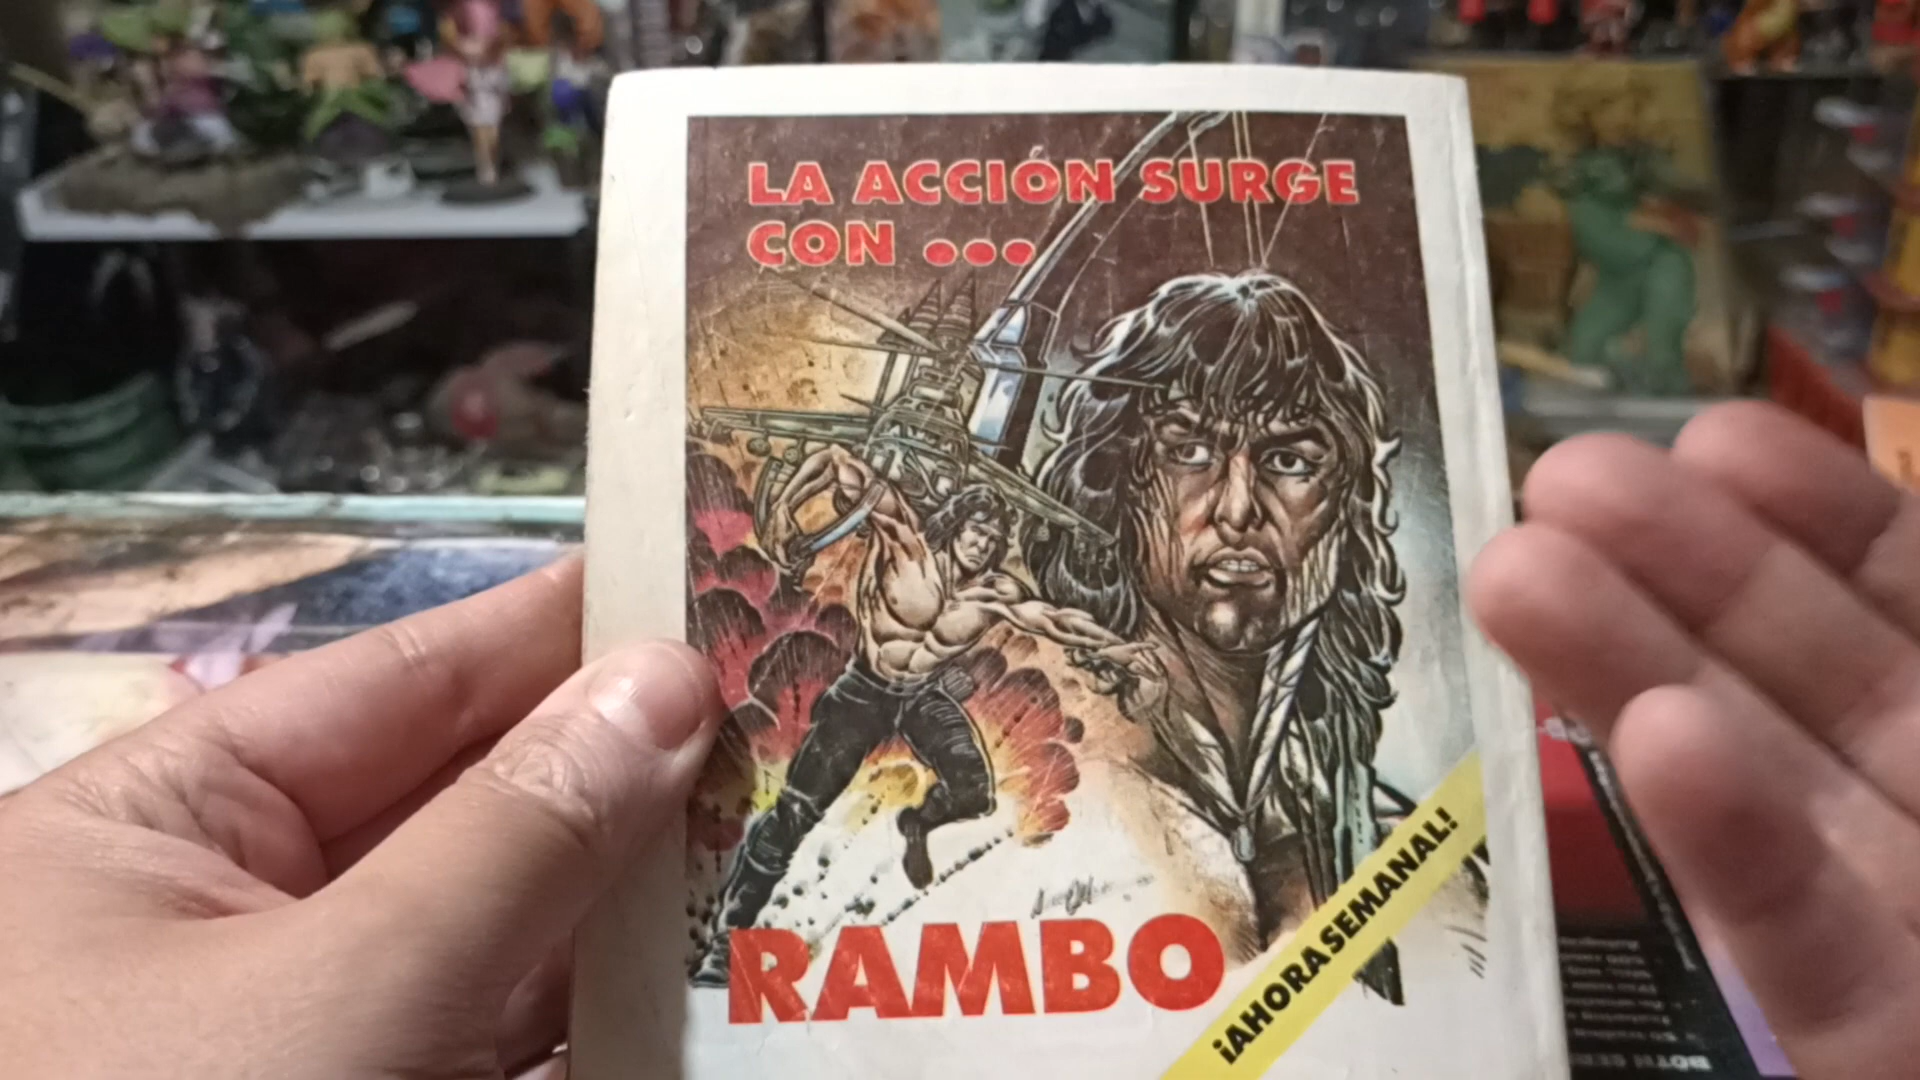 LA ACCIÓN SURGE
CON ...
RAMBO
¡AHORA SEMANAL!